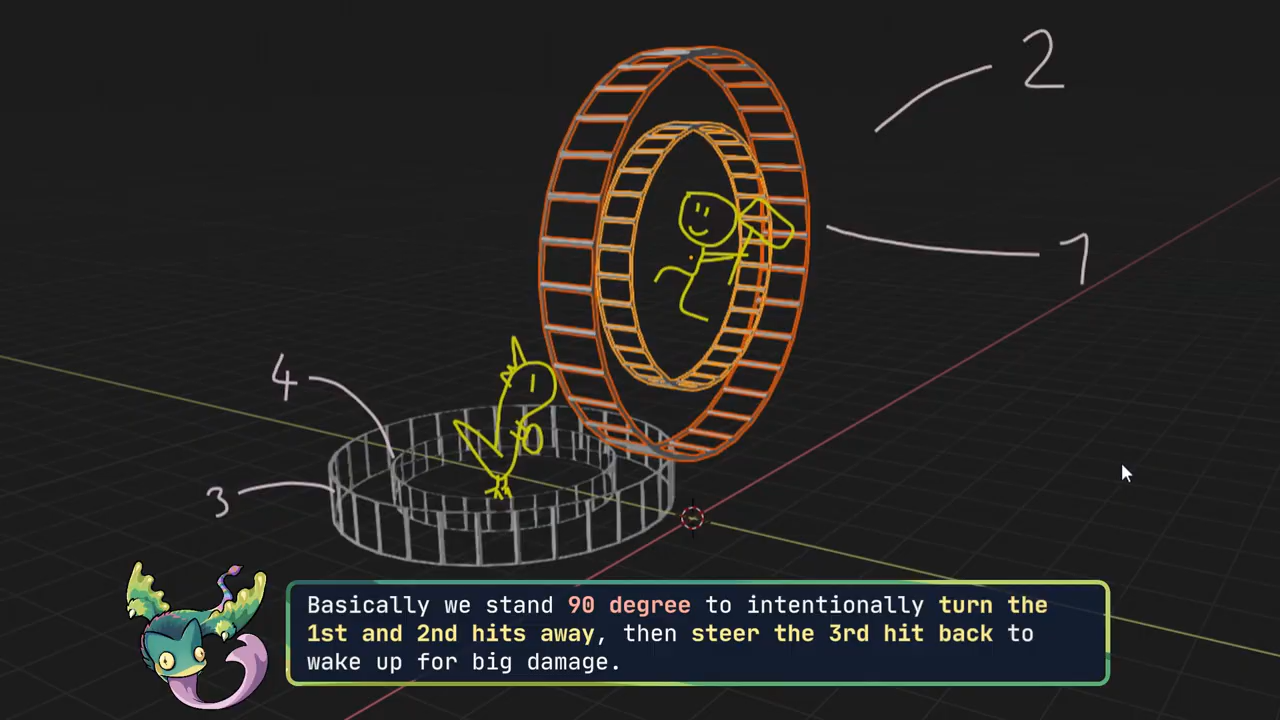 2
1
4
3
Basically we stand 90 degree to intentionally turn the
1st and 2nd hits away, then steer the 3rd hit back to
wake up for big damage.